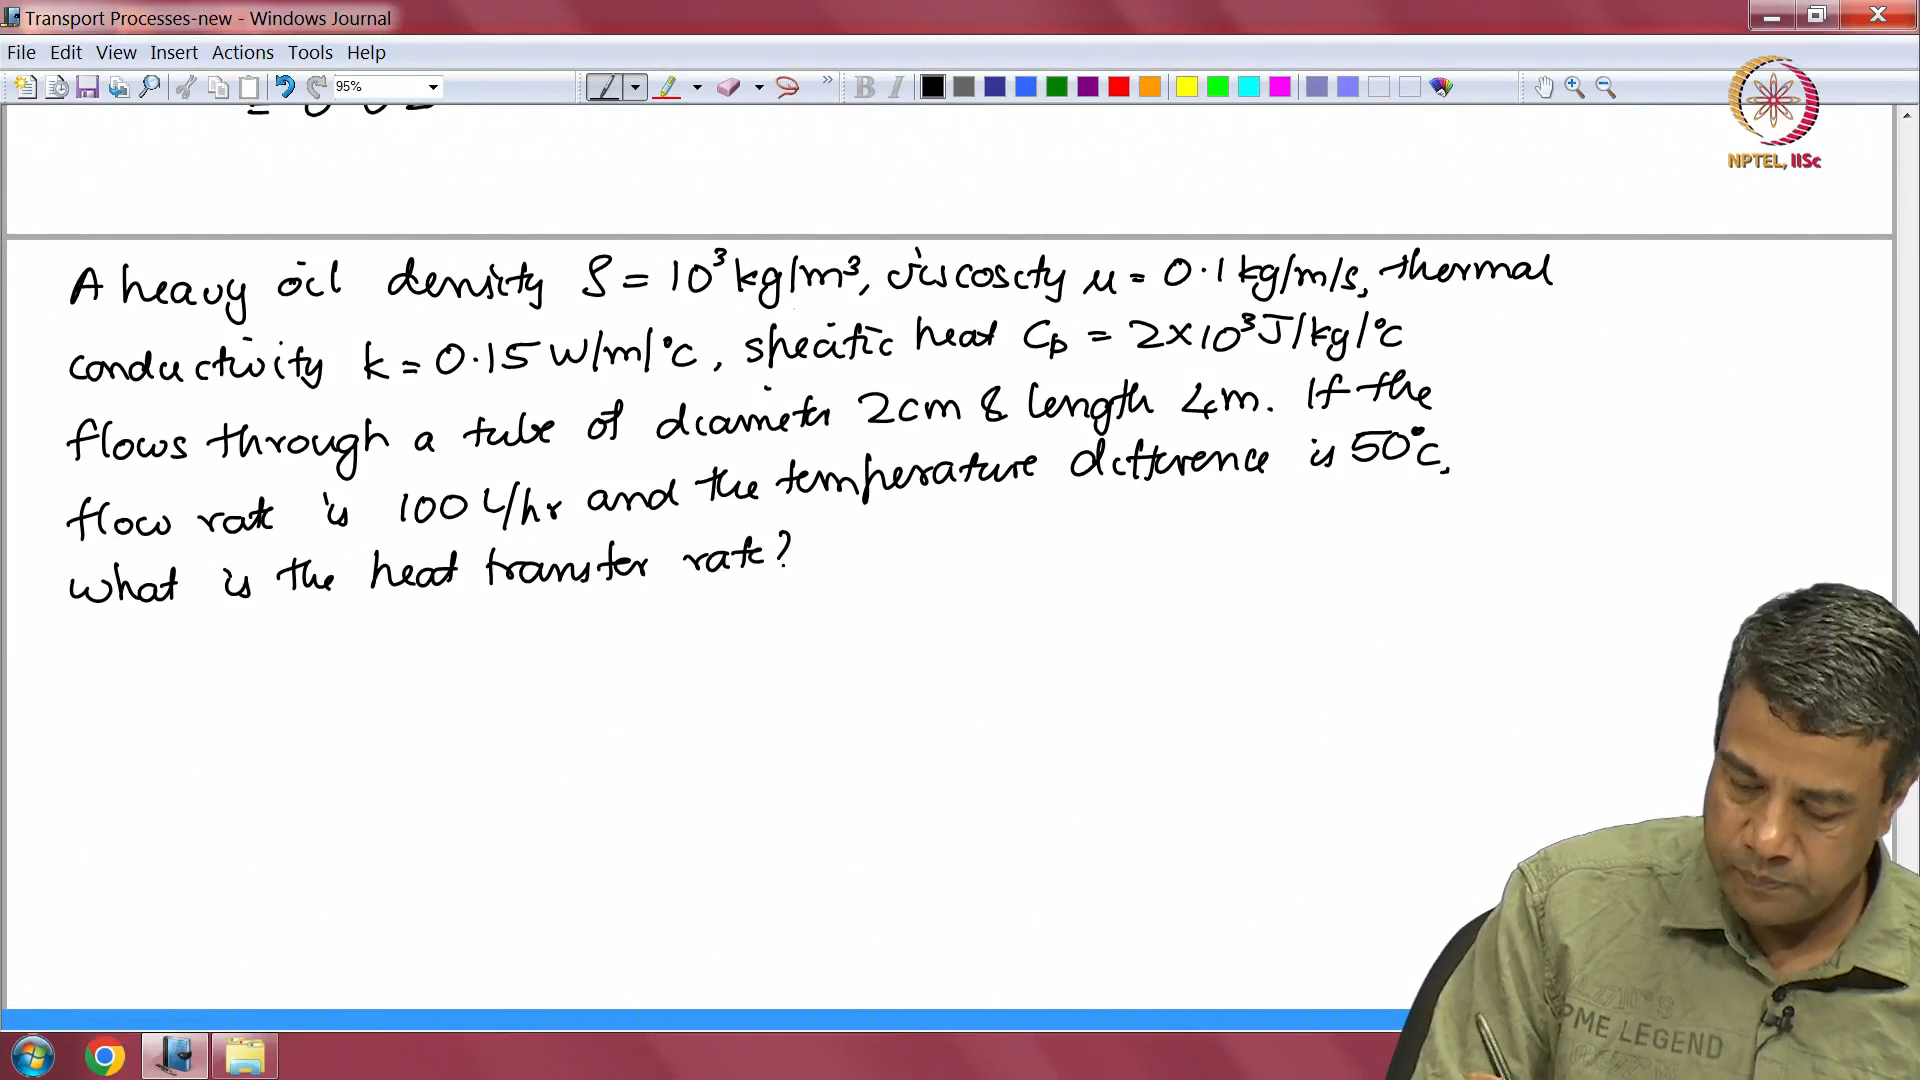 Transport Processes-new - Windows Journal
File Edit View Insert Actions Tools Help
95%
B I
NPTEL, IISc
A heavy oil density ρ = 10³ kg/m³, viscosity μ = 0.1 kg/m/s, thermal
conductivity k = 0.15 W/m/°C, specific heat Cp = 2×10³ J/kg/°C
flows through a tube of diameter 2cm & length 4m. If the
flow rate is 100 L/hr and the temperature difference is 50°C,
what is the heat transfer rate?
PME LEGEND